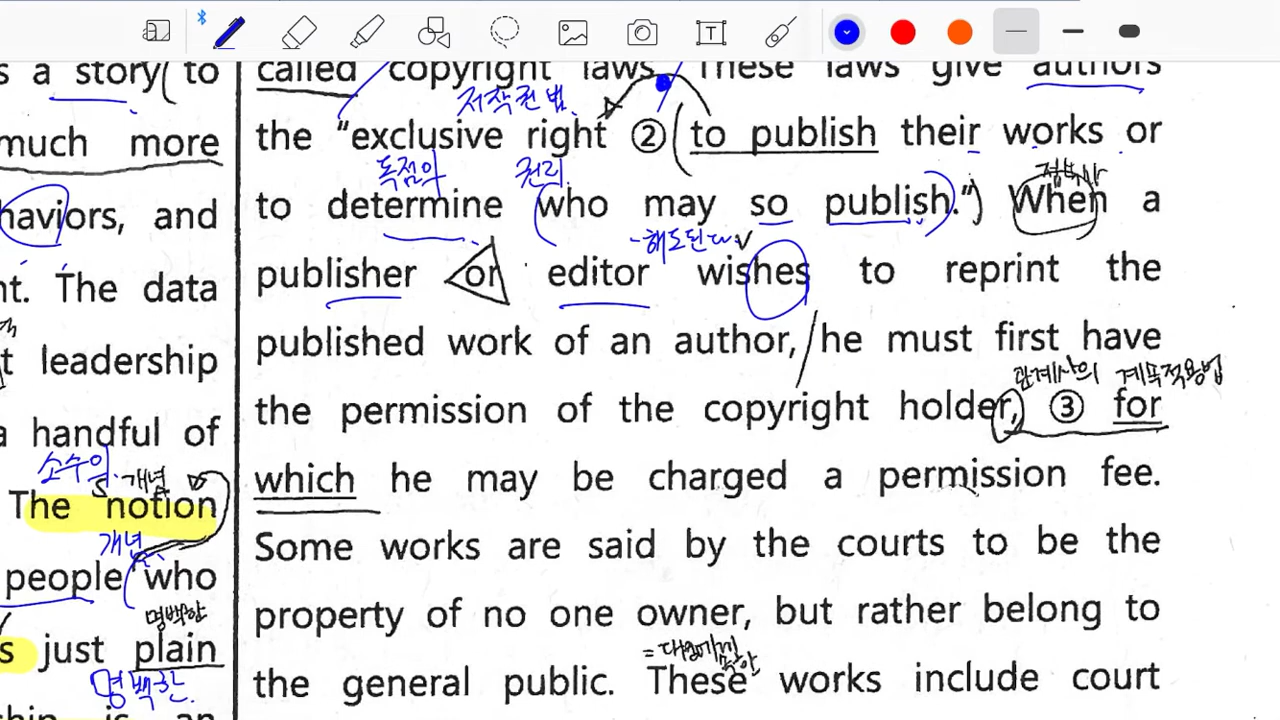 s a story ( to
much more
haviors, and
nt. The data
t leadership
a handful of
소수의 개념
The notion
개념
people who
명백한
s just plain
명백한
called copyright laws. These laws give authors
저작권 법
the “exclusive right ② to publish their works or
독점의 권리
to determine who may so publish.” When a
publisher or editor wishes to reprint the
published work of an author, he must first have
관계사의 계속적용법
the permission of the copyright holder, ③ for
which he may be charged a permission fee.
Some works are said by the courts to be the
property of no one owner, but rather belong to
the general public. These works include court